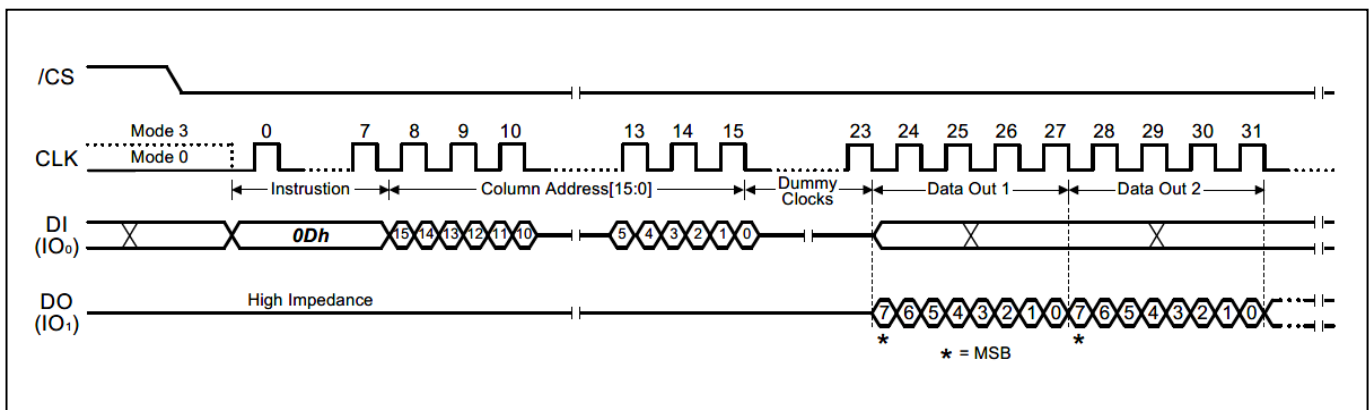 /CS
Mode 3 0 7 8 9 10 13 14 15 23 24 25 26 27 28 29 30 31
CLK Mode 0
Instrustion Column Address[15:0] Dummy Clocks Data Out 1 Data Out 2
DI (IO₀) 0Dh 15 14 13 12 11 10 5 4 3 2 1 0
High Impedance
DO (IO₁) 7 6 5 4 3 2 1 0 7 6 5 4 3 2 1 0
* * = MSB *